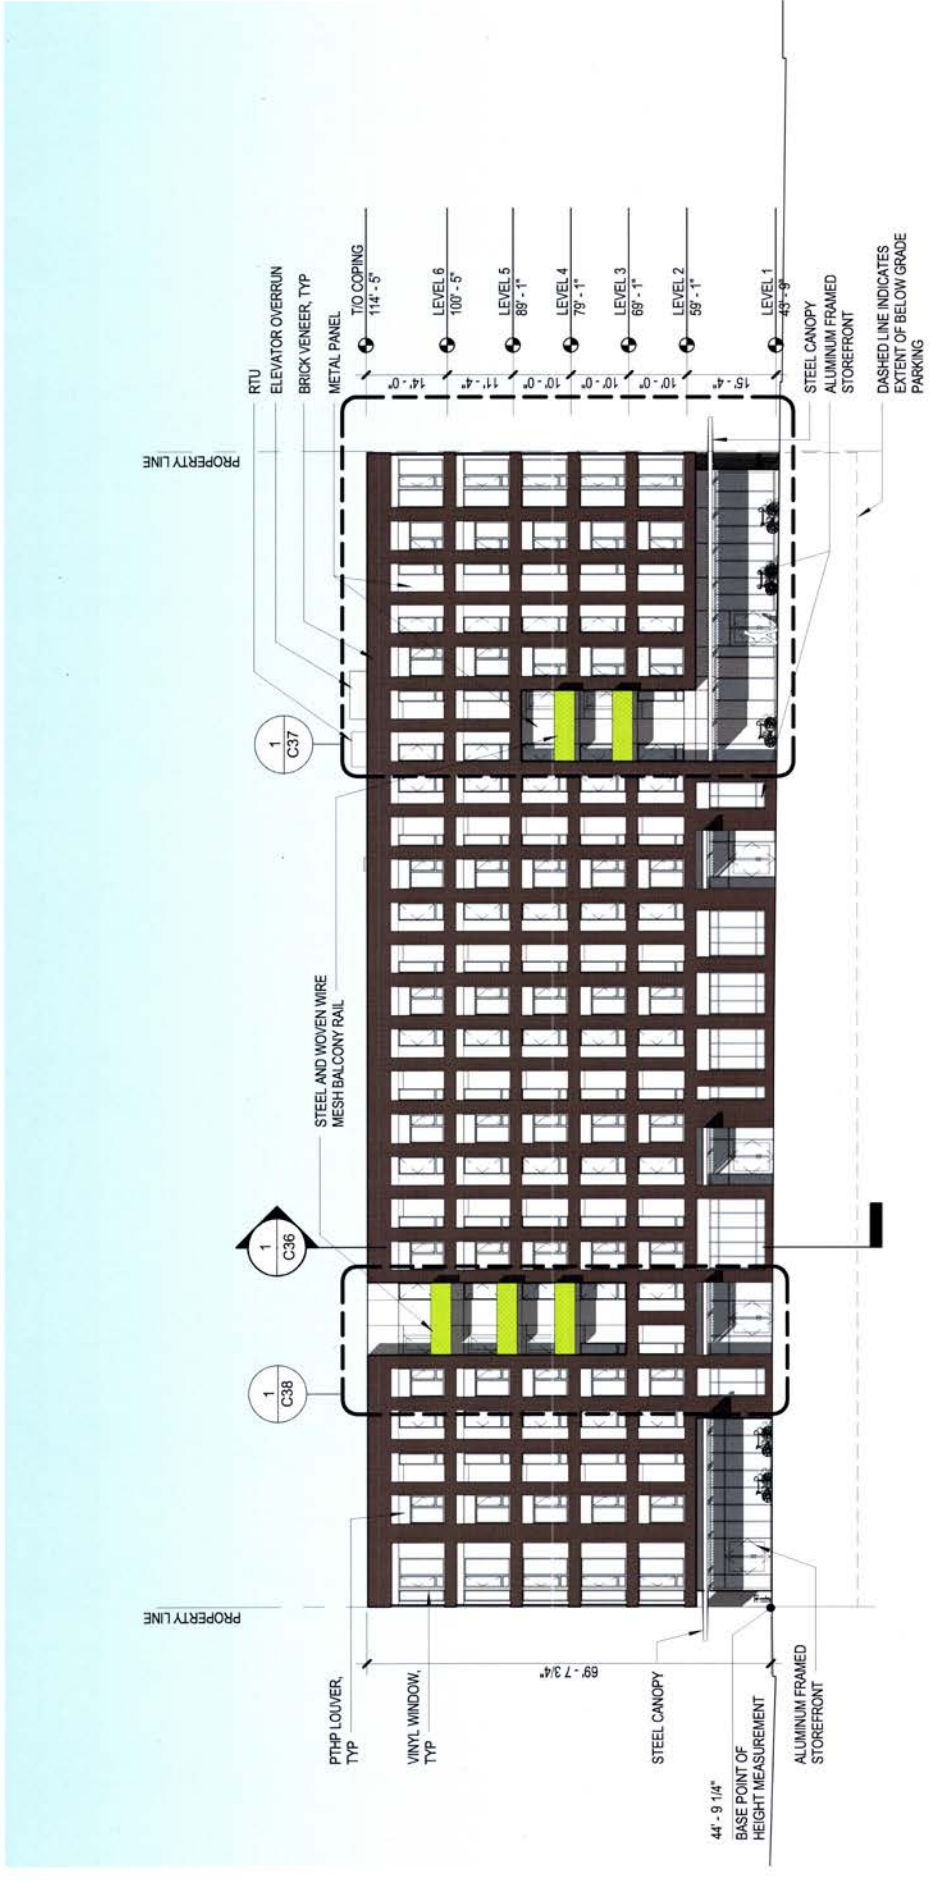 PROPERTY LINE
PROPERTY LINE
RTU
ELEVATOR OVERRUN
BRICK VENEER, TYP
METAL PANEL
T/O COPING
114' - 5"
LEVEL 6
100' - 5"
LEVEL 5
89' - 1"
LEVEL 4
79' - 1"
LEVEL 3
69' - 1"
LEVEL 2
59' - 1"
LEVEL 1
43' - 9"
14' - 0"
11' - 4"
10' - 0"
10' - 0"
10' - 0"
15' - 4"
STEEL CANOPY
ALUMINUM FRAMED
STOREFRONT
DASHED LINE INDICATES
EXTENT OF BELOW GRADE
PARKING
1
C37
STEEL AND WOVEN WIRE
MESH BALCONY RAIL
1
C36
1
C38
PTHP LOUVER,
TYP
VINYL WINDOW,
TYP
69' - 7 3/4"
STEEL CANOPY
44' - 9 1/4"
BASE POINT OF
HEIGHT MEASUREMENT
ALUMINUM FRAMED
STOREFRONT